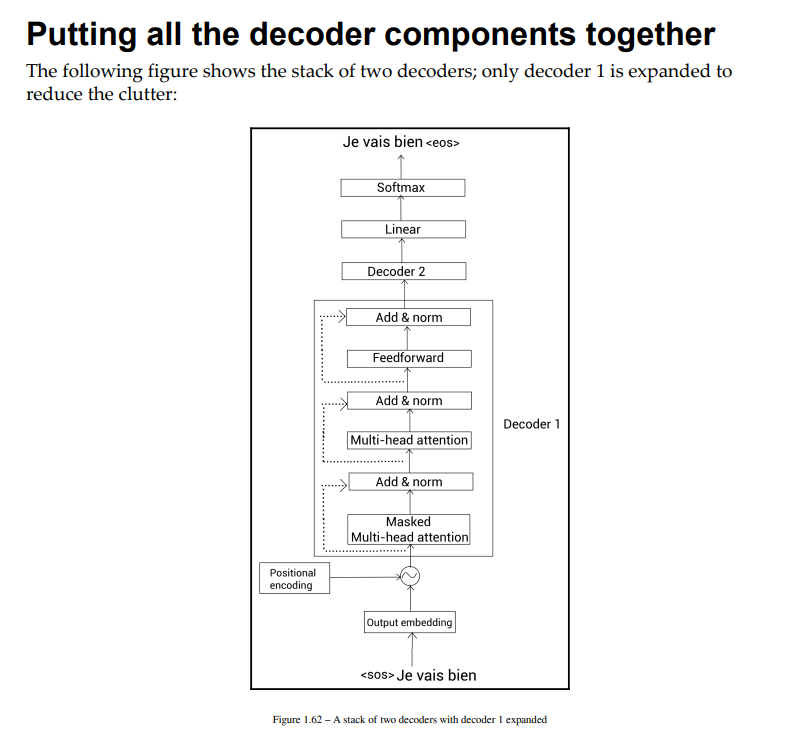 Putting all the decoder components together
The following figure shows the stack of two decoders; only decoder 1 is expanded to
reduce the clutter:
Je vais bien <eos>
Softmax
Linear
Decoder 2
Add & norm
Feedforward
Add & norm
Decoder 1
Multi-head attention
Add & norm
Masked
Multi-head attention
Positional
encoding
Output embedding
<sos> Je vais bien
Figure 1.62 – A stack of two decoders with decoder 1 expanded